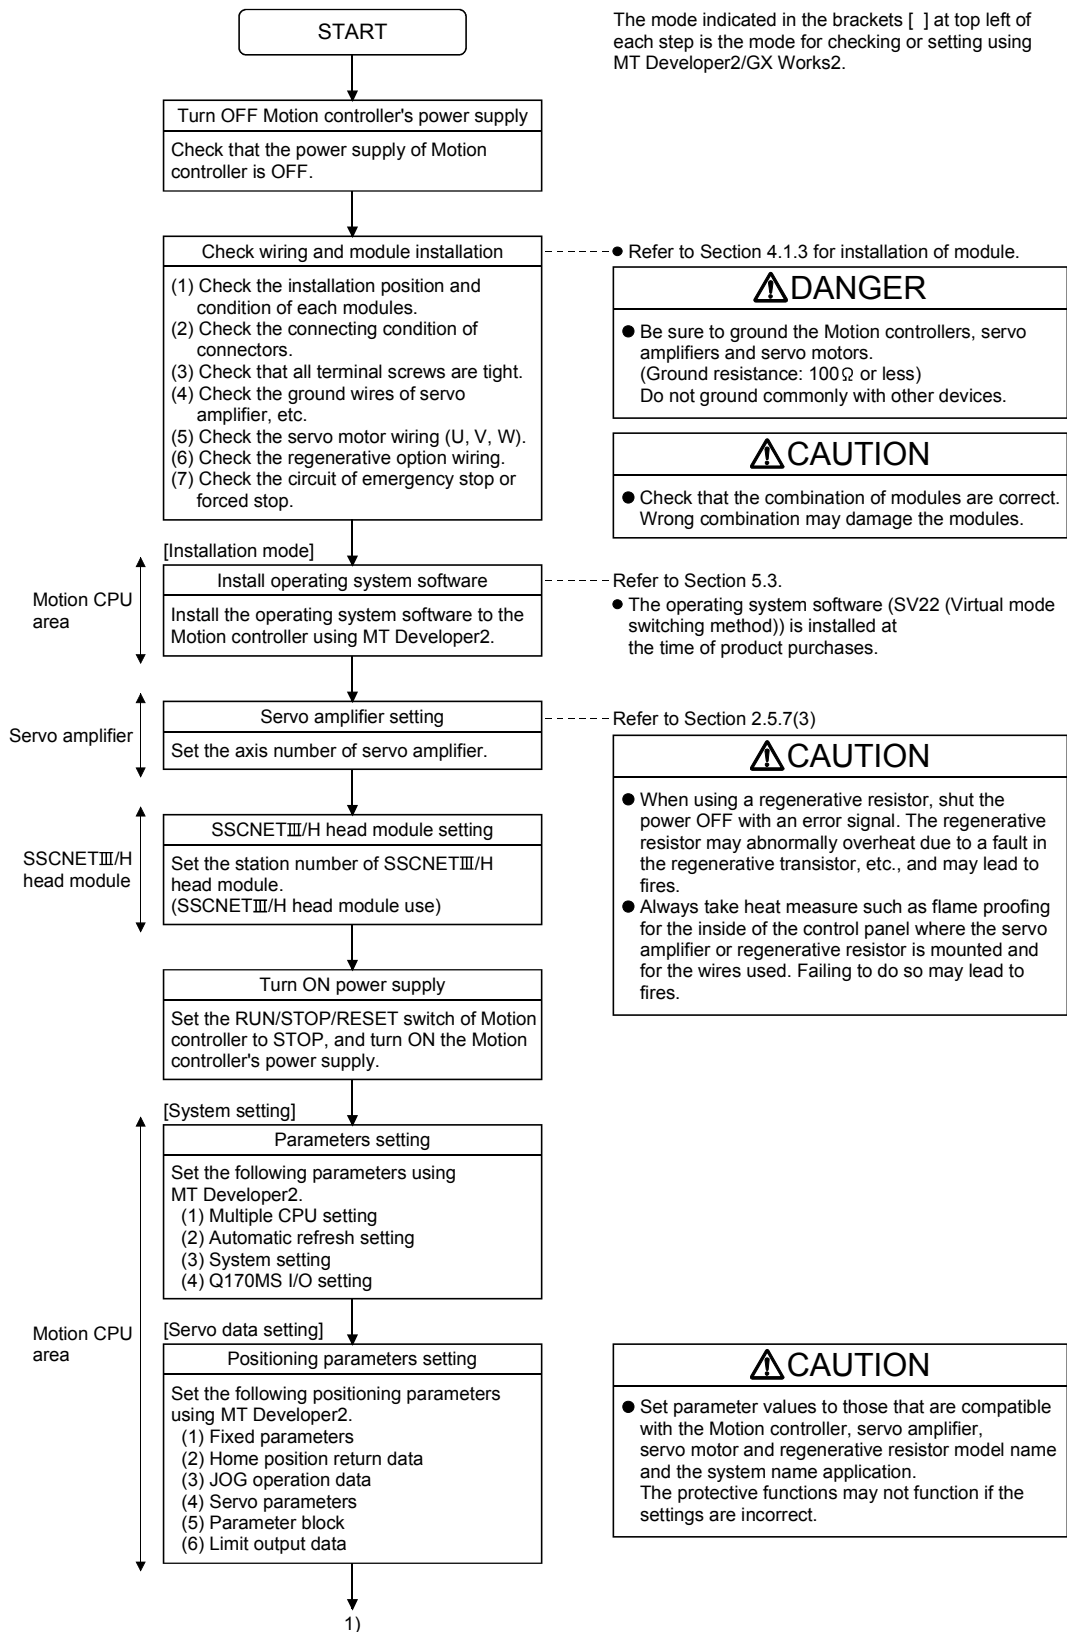 START
The mode indicated in the brackets [  ] at top left of
each step is the mode for checking or setting using
MT Developer2/GX Works2.
Turn OFF Motion controller's power supply
Check that the power supply of Motion
controller is OFF.
Check wiring and module installation
(1) Check the installation position and
condition of each modules.
(2) Check the connecting condition of
connectors.
(3) Check that all terminal screws are tight.
(4) Check the ground wires of servo
amplifier, etc.
(5) Check the servo motor wiring (U, V, W).
(6) Check the regenerative option wiring.
(7) Check the circuit of emergency stop or
forced stop.
● Refer to Section 4.1.3 for installation of module.
⚠DANGER
● Be sure to ground the Motion controllers, servo
amplifiers and servo motors.
(Ground resistance: 100Ω or less)
Do not ground commonly with other devices.
⚠CAUTION
● Check that the combination of modules are correct.
Wrong combination may damage the modules.
[Installation mode]
Motion CPU
area
Install operating system software
Install the operating system software to the
Motion controller using MT Developer2.
Refer to Section 5.3.
● The operating system software (SV22 (Virtual mode
switching method)) is installed at
the time of product purchases.
Servo amplifier
Servo amplifier setting
Set the axis number of servo amplifier.
Refer to Section 2.5.7(3)
⚠CAUTION
● When using a regenerative resistor, shut the
power OFF with an error signal. The regenerative
resistor may abnormally overheat due to a fault in
the regenerative transistor, etc., and may lead to
fires.
● Always take heat measure such as flame proofing
for the inside of the control panel where the servo
amplifier or regenerative resistor is mounted and
for the wires used. Failing to do so may lead to
fires.
SSCNETⅢ/H
head module
SSCNETⅢ/H head module setting
Set the station number of SSCNETⅢ/H
head module.
(SSCNETⅢ/H head module use)
Turn ON power supply
Set the RUN/STOP/RESET switch of Motion
controller to STOP, and turn ON the Motion
controller's power supply.
[System setting]
Parameters setting
Set the following parameters using
MT Developer2.
(1) Multiple CPU setting
(2) Automatic refresh setting
(3) System setting
(4) Q170MS I/O setting
Motion CPU
area
[Servo data setting]
Positioning parameters setting
Set the following positioning parameters
using MT Developer2.
(1) Fixed parameters
(2) Home position return data
(3) JOG operation data
(4) Servo parameters
(5) Parameter block
(6) Limit output data
⚠CAUTION
● Set parameter values to those that are compatible
with the Motion controller, servo amplifier,
servo motor and regenerative resistor model name
and the system name application.
The protective functions may not function if the
settings are incorrect.
1)